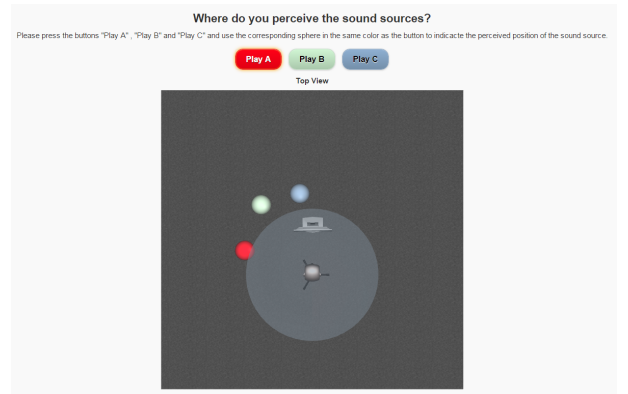 Where do you perceive the sound sources?
Please press the buttons "Play A" , "Play B" and "Play C" and use the corresponding sphere in the same color as the button to indicacte the perceived position of the sound source.
Play A Play B Play C
Top View